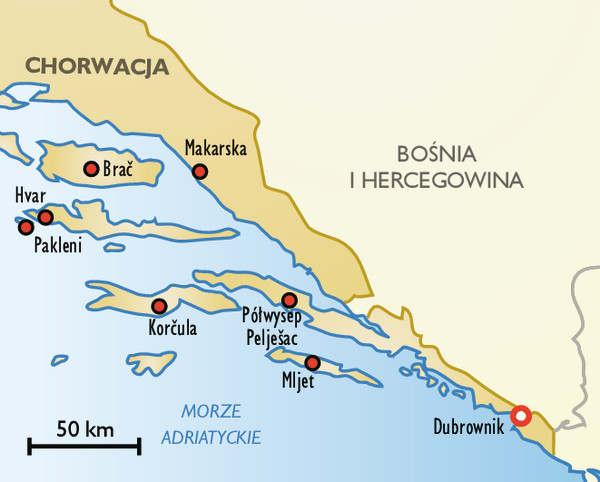 CHORWACJA
Makarska
BOŚNIA
I HERCEGOWINA
Brač
Hvar
Pakleni
Korčula
Półwysep
Pelješac
Mljet
MORZE
ADRIATYCKIE
Dubrownik
50 km